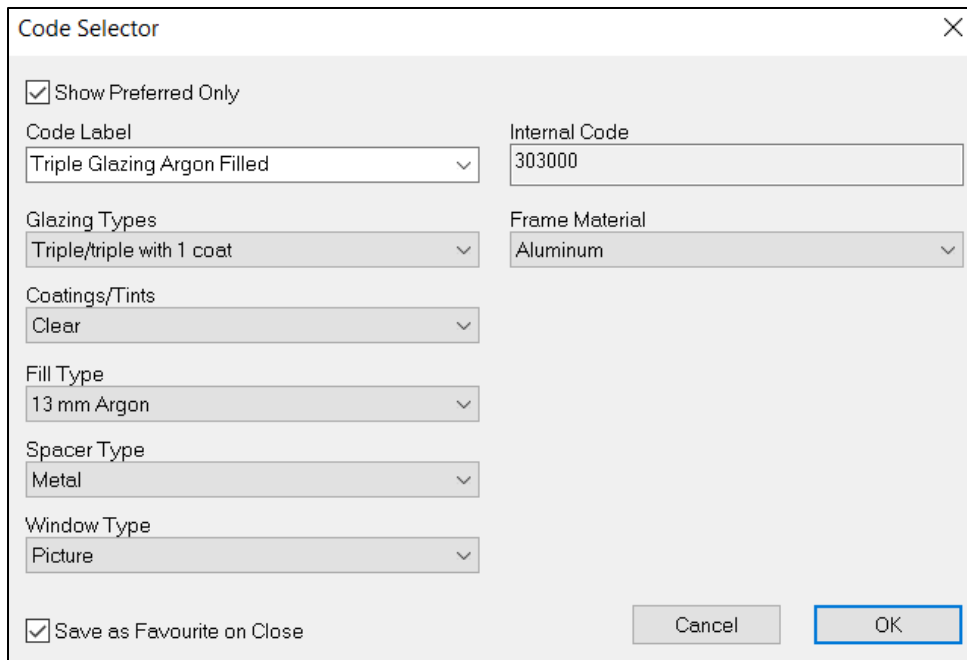 Code Selector
Show Preferred Only
Code Label
Triple Glazing Argon Filled
Internal Code
303000
Glazing Types
Triple/triple with 1 coat
Frame Material
Aluminum
Coatings/Tints
Clear
Fill Type
13 mm Argon
Spacer Type
Metal
Window Type
Picture
Save as Favourite on Close
Cancel
OK